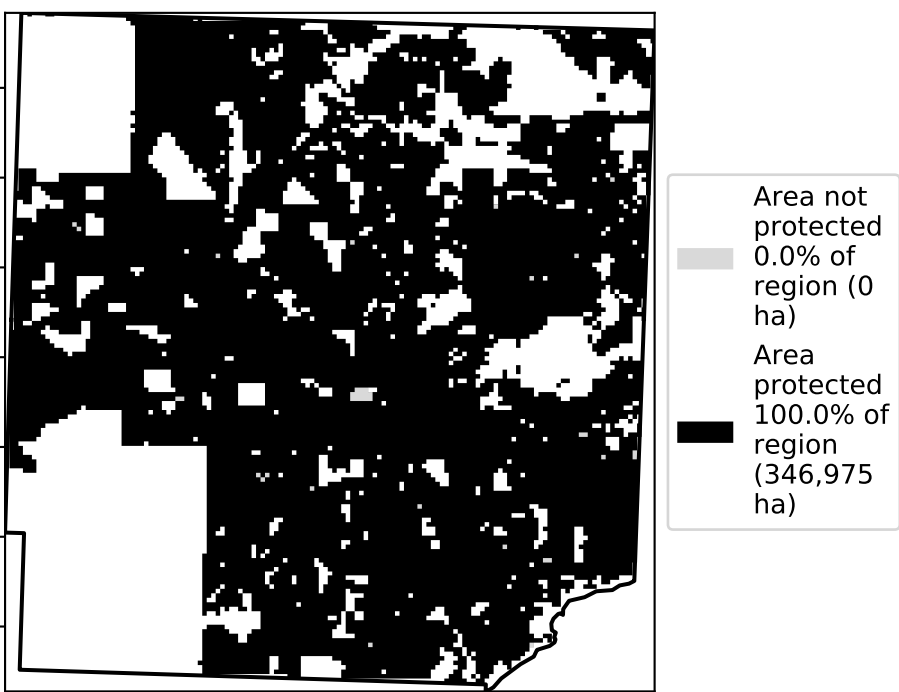 Area not
protected
0.0% of
region (0
ha)
Area
protected
100.0% of
region
(346,975
ha)